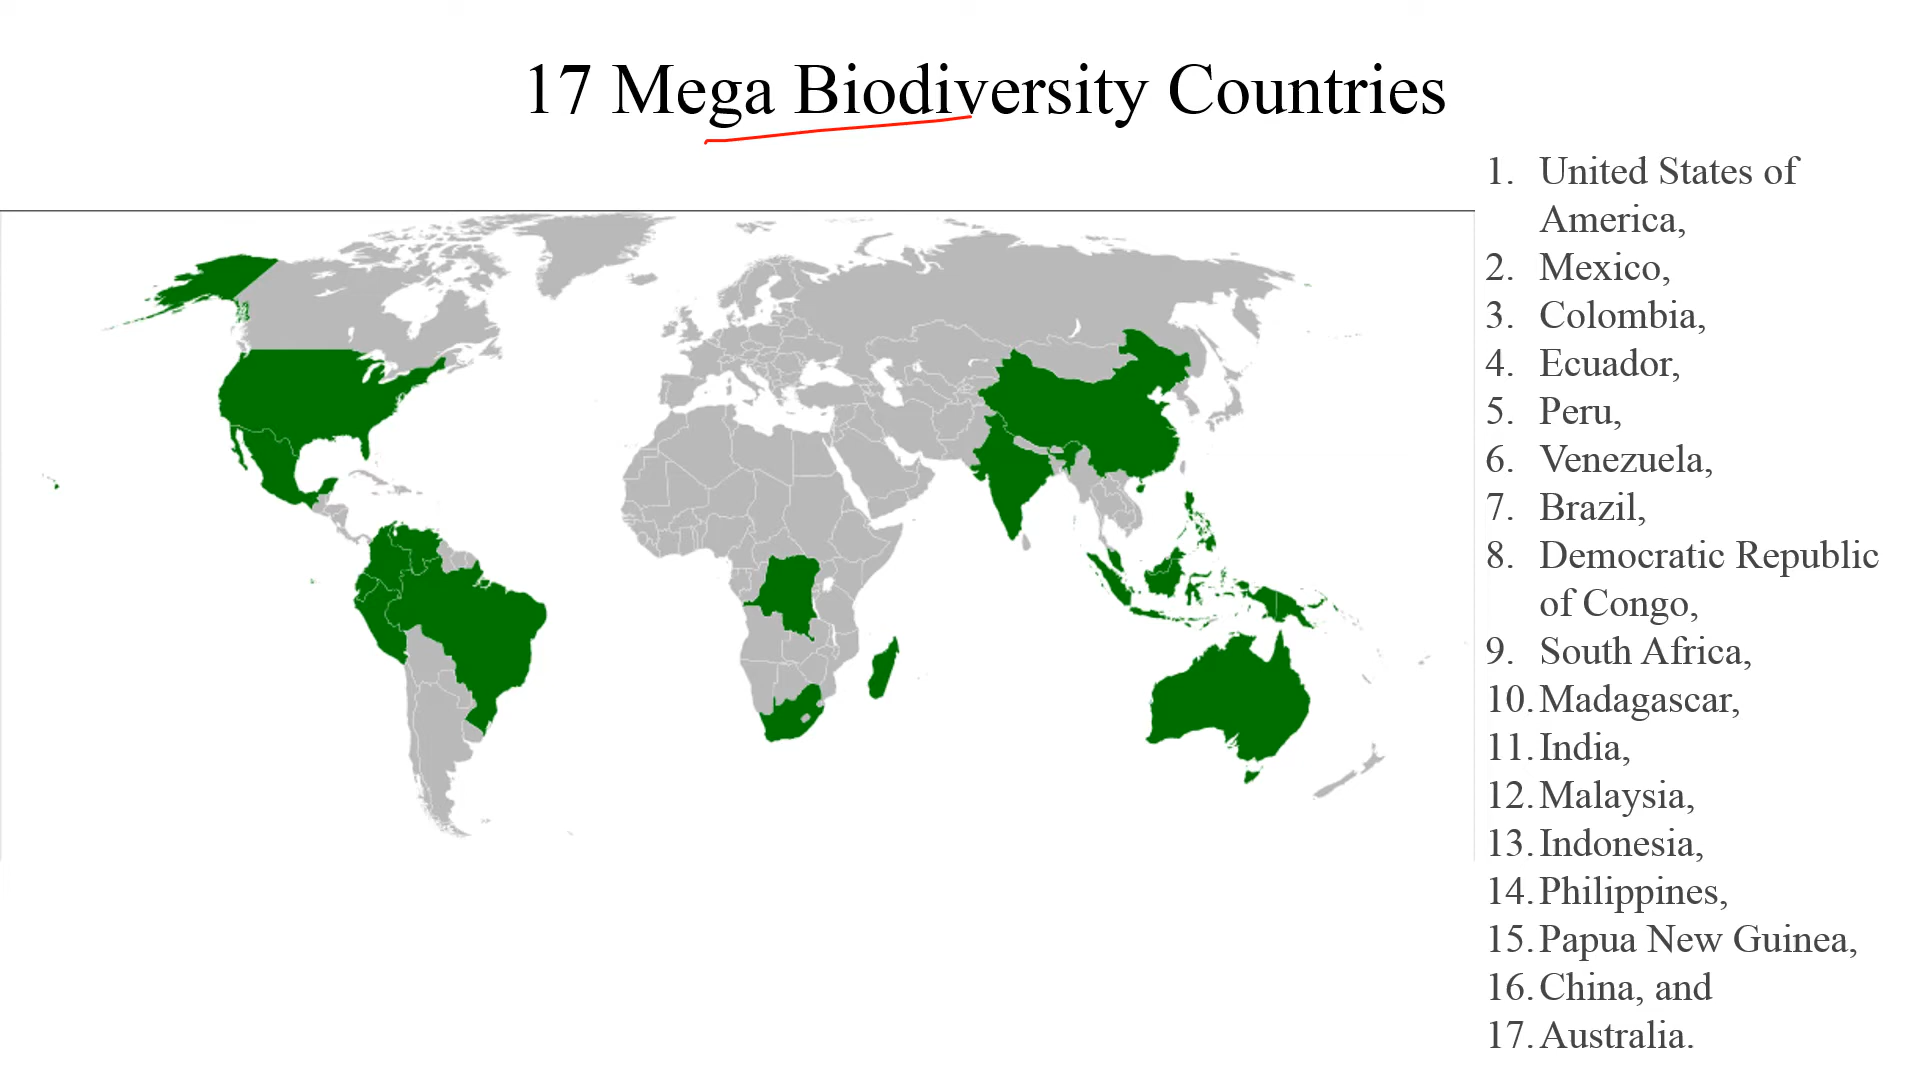 17 Mega Biodiversity Countries
1. United States of
America,
2. Mexico,
3. Colombia,
4. Ecuador,
5. Peru,
6. Venezuela,
7. Brazil,
8. Democratic Republic
of Congo,
9. South Africa,
10. Madagascar,
11. India,
12. Malaysia,
13. Indonesia,
14. Philippines,
15. Papua New Guinea,
16. China, and
17. Australia.